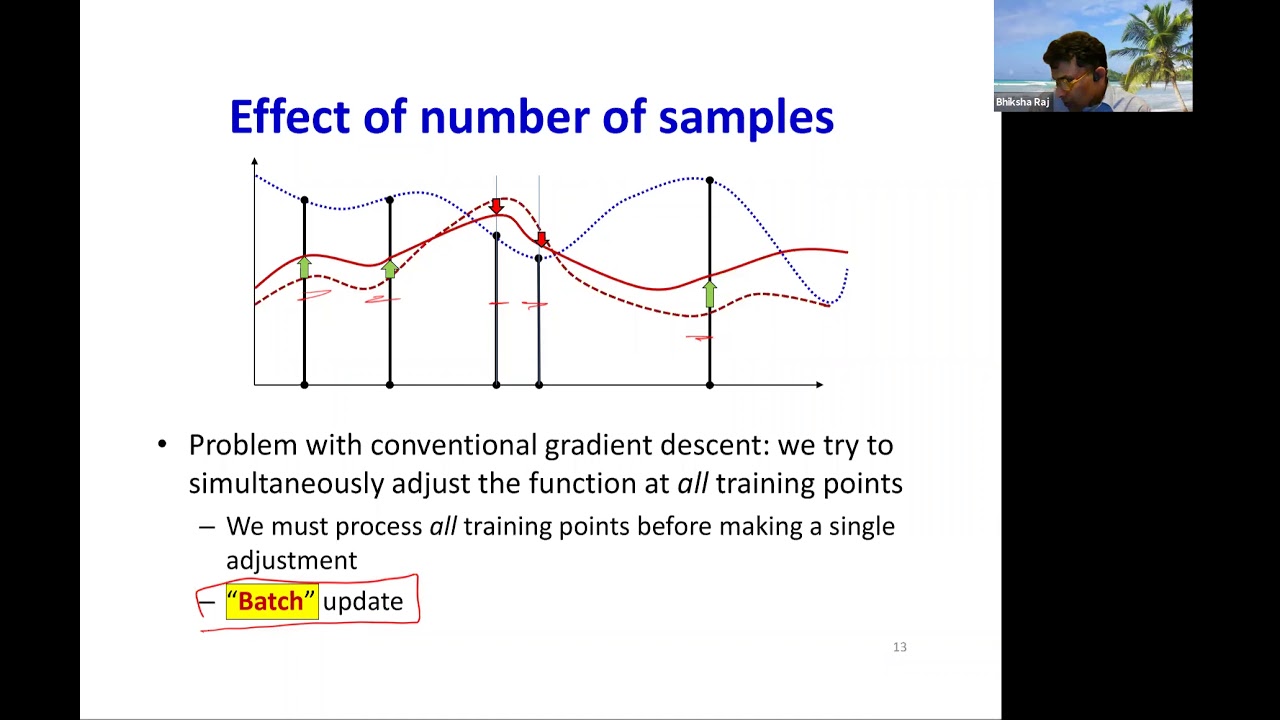 Bhiksha Raj
Effect of number of samples
• Problem with conventional gradient descent: we try to
simultaneously adjust the function at all training points
– We must process all training points before making a single
adjustment
– “Batch” update
13